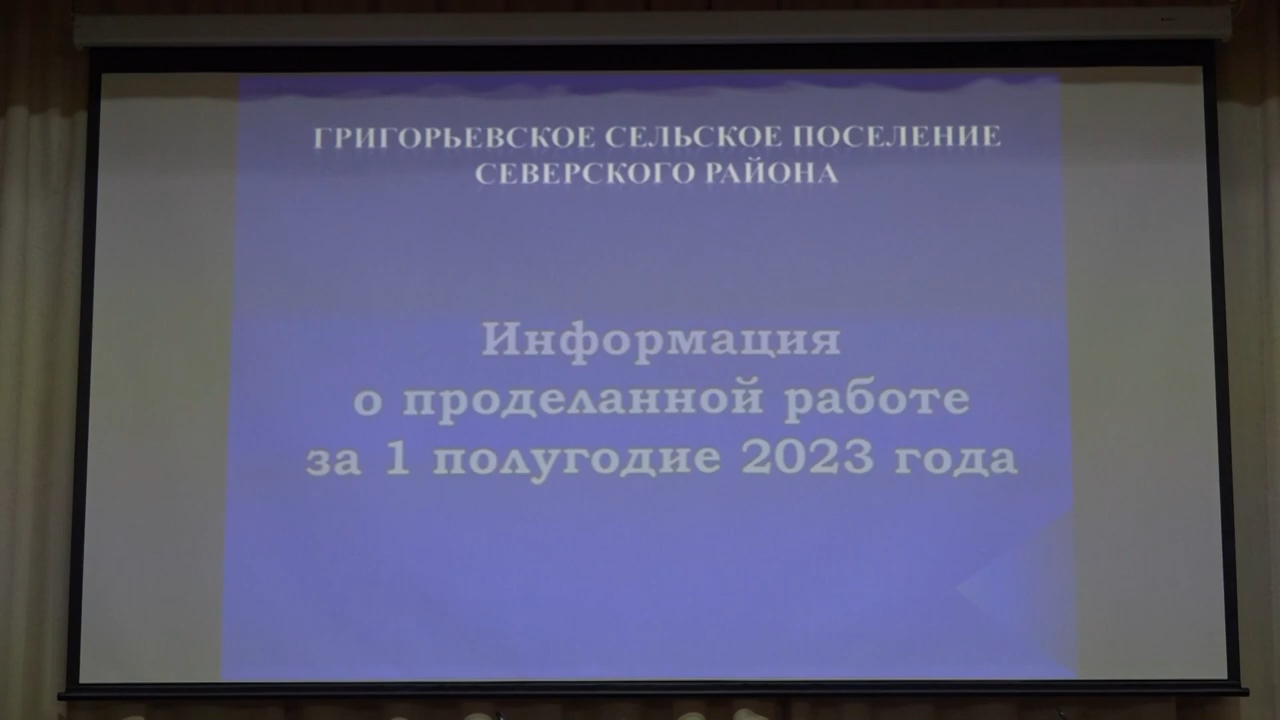 ГРИГОРЬЕВСКОЕ СЕЛЬСКОЕ ПОСЕЛЕНИЕ
СЕВЕРСКОГО РАЙОНА
Информация
о проделанной работе
за 1 полугодие 2023 года